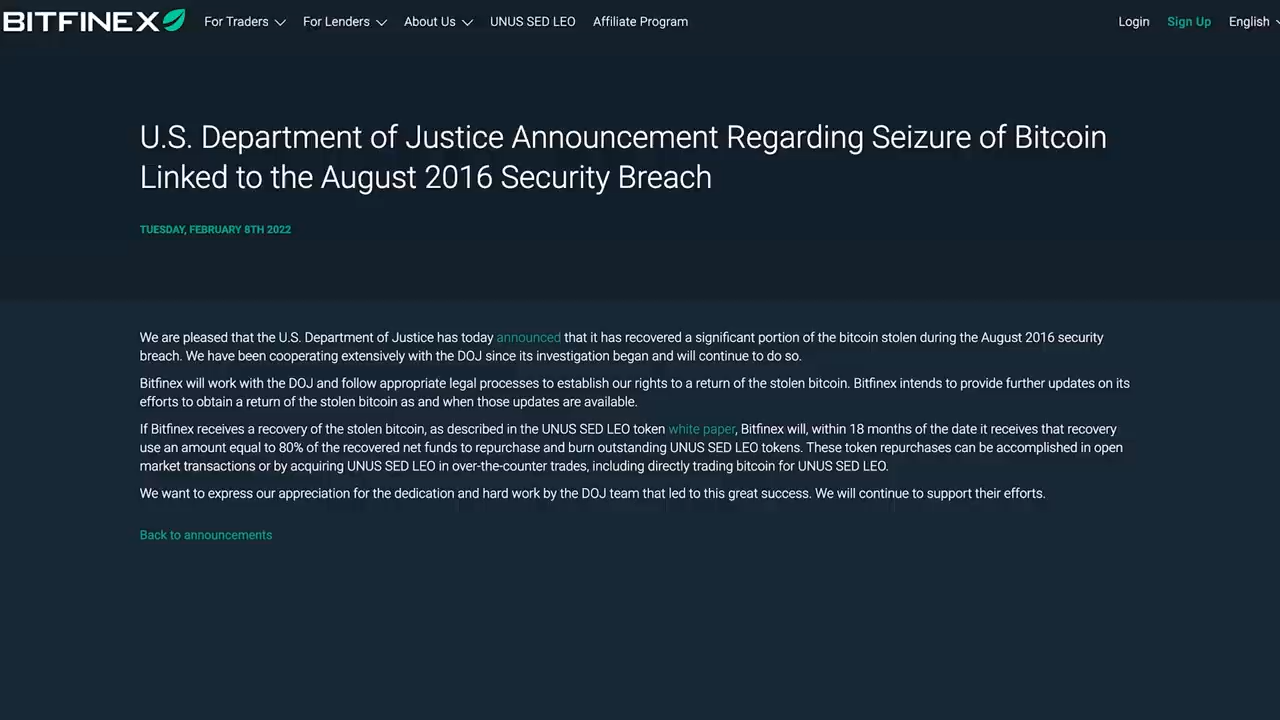 BITFINEX For Traders For Lenders About Us UNUS SED LEO Affiliate Program Login Sign Up English
U.S. Department of Justice Announcement Regarding Seizure of Bitcoin
Linked to the August 2016 Security Breach
TUESDAY, FEBRUARY 8TH 2022
We are pleased that the U.S. Department of Justice has today announced that it has recovered a significant portion of the bitcoin stolen during the August 2016 security
breach. We have been cooperating extensively with the DOJ since its investigation began and will continue to do so.
Bitfinex will work with the DOJ and follow appropriate legal processes to establish our rights to a return of the stolen bitcoin. Bitfinex intends to provide further updates on its
efforts to obtain a return of the stolen bitcoin as and when those updates are available.
If Bitfinex receives a recovery of the stolen bitcoin, as described in the UNUS SED LEO token white paper, Bitfinex will, within 18 months of the date it receives that recovery
use an amount equal to 80% of the recovered net funds to repurchase and burn outstanding UNUS SED LEO tokens. These token repurchases can be accomplished in open
market transactions or by acquiring UNUS SED LEO in over-the-counter trades, including directly trading bitcoin for UNUS SED LEO.
We want to express our appreciation for the dedication and hard work by the DOJ team that led to this great success. We will continue to support their efforts.
Back to announcements